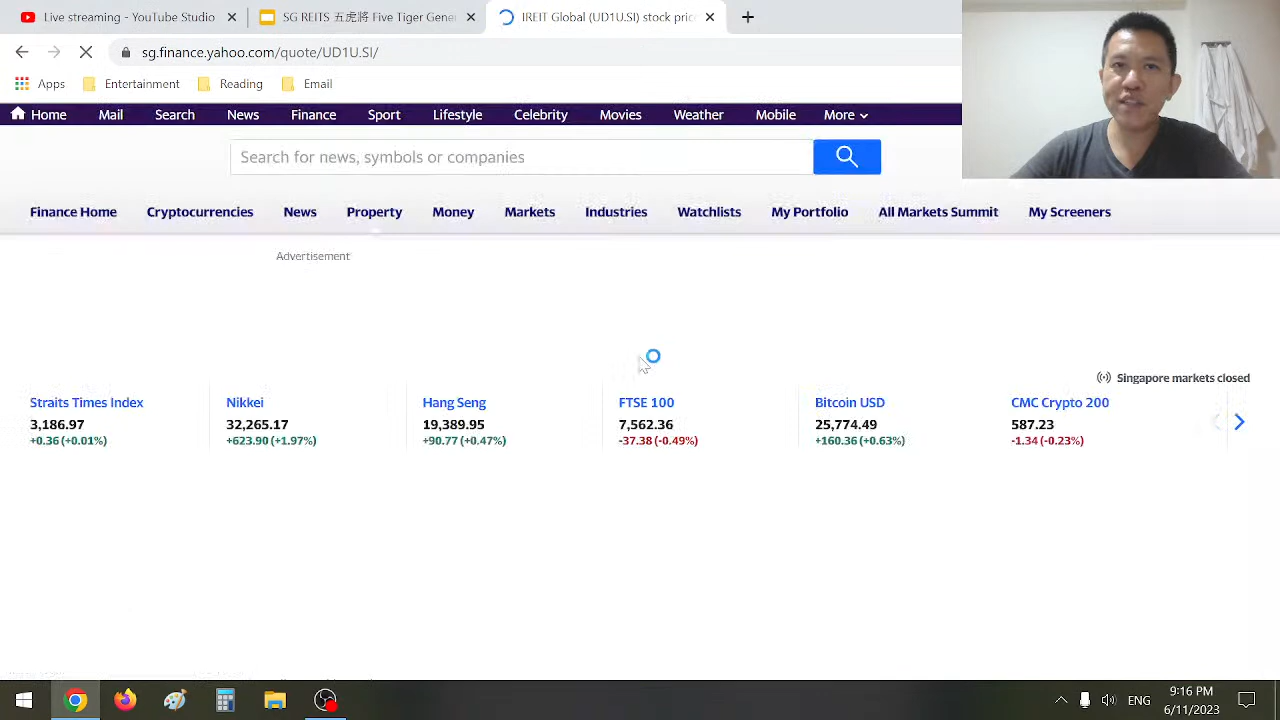 Live Streaming - YouTube Studio
SG REITS 五老虎 Five Tiger
IREIT Global (UD1U.SI) stock pric
sg.finance.yahoo.com/quote/UD1U.SI/
Apps Entertainment Reading Email
Home Mail Search News Finance Sport Lifestyle Celebrity Movies Weather Mobile More
Search for news, symbols or companies
Finance Home Cryptocurrencies News Property Money Markets Industries Watchlists My Portfolio All Markets Summit My Screeners
Advertisement
Singapore markets closed
Straits Times Index Nikkei Hang Seng FTSE 100 Bitcoin USD CMC Crypto 200
3,186.97 32,265.17 19,389.95 7,562.36 25,774.49 587.23
+0.36 (+0.01%) +623.90 (+1.97%) +90.77 (+0.47%) -37.38 (-0.49%) +160.36 (+0.63%) -1.34 (-0.23%)
ENG 9:16 PM
6/11/2023